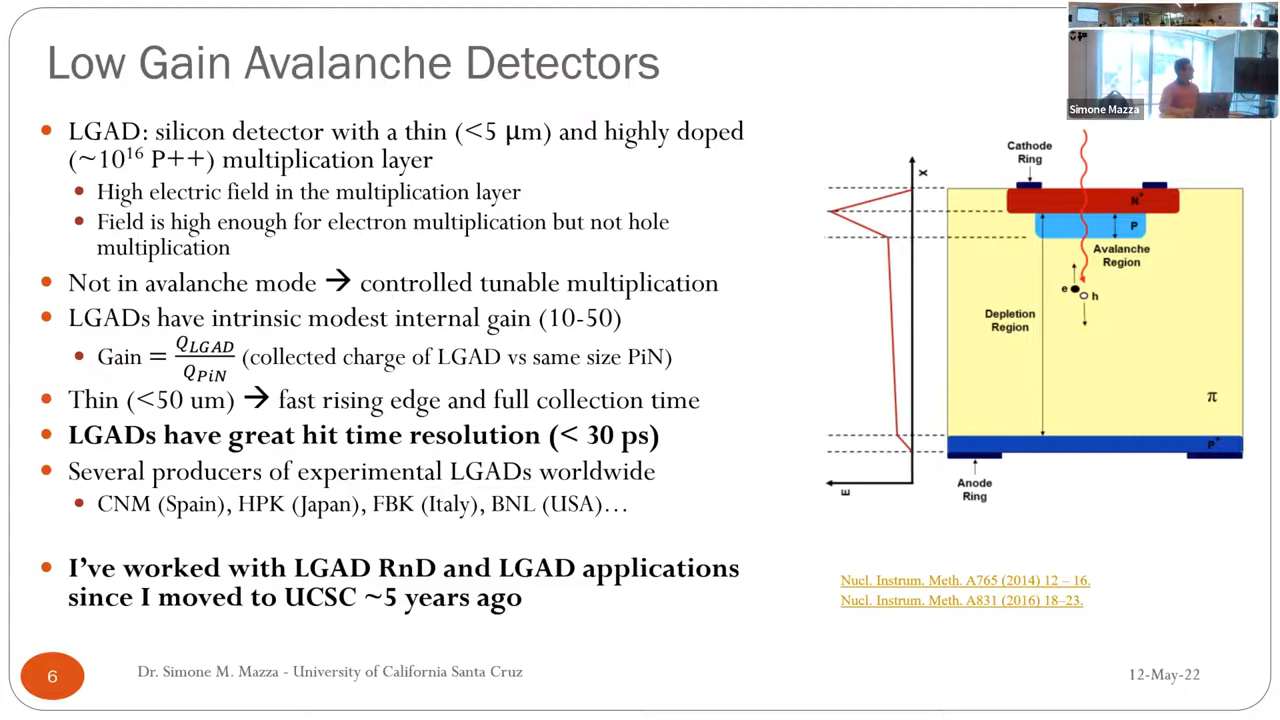 Low Gain Avalanche Detectors
Simone Mazza
• LGAD: silicon detector with a thin (<5 µm) and highly doped
(~10¹⁶ P++) multiplication layer
• High electric field in the multiplication layer
• Field is high enough for electron multiplication but not hole
multiplication
• Not in avalanche mode → controlled tunable multiplication
• LGADs have intrinsic modest internal gain (10-50)
• Gain = Q_LGAD / Q_PiN (collected charge of LGAD vs same size PiN)
• Thin (<50 um) → fast rising edge and full collection time
• LGADs have great hit time resolution (< 30 ps)
• Several producers of experimental LGADs worldwide
• CNM (Spain), HPK (Japan), FBK (Italy), BNL (USA)…
• I’ve worked with LGAD RnD and LGAD applications
since I moved to UCSC ~5 years ago
Cathode
Ring
X
N⁺
P
Avalanche
Region
e
h
Depletion
Region
π
P⁺
E
Anode
Ring
Nucl. Instrum. Meth. A765 (2014) 12 – 16.
Nucl. Instrum. Meth. A831 (2016) 18–23.
6
Dr. Simone M. Mazza - University of California Santa Cruz
12-May-22